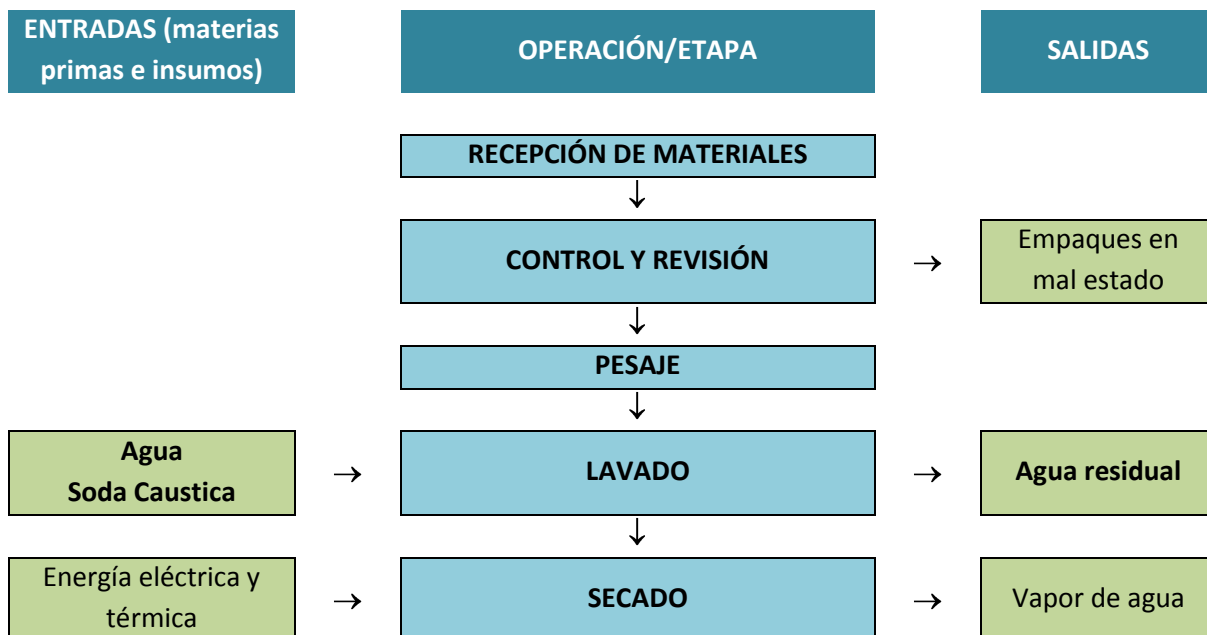 ENTRADAS (materias
primas e insumos)
OPERACIÓN/ETAPA
SALIDAS
RECEPCIÓN DE MATERIALES
↓
CONTROL Y REVISIÓN
→
Empaques en
mal estado
↓
PESAJE
↓
Agua
Soda Caustica
→
LAVADO
→
Agua residual
↓
Energía eléctrica y
térmica
→
SECADO
→
Vapor de agua